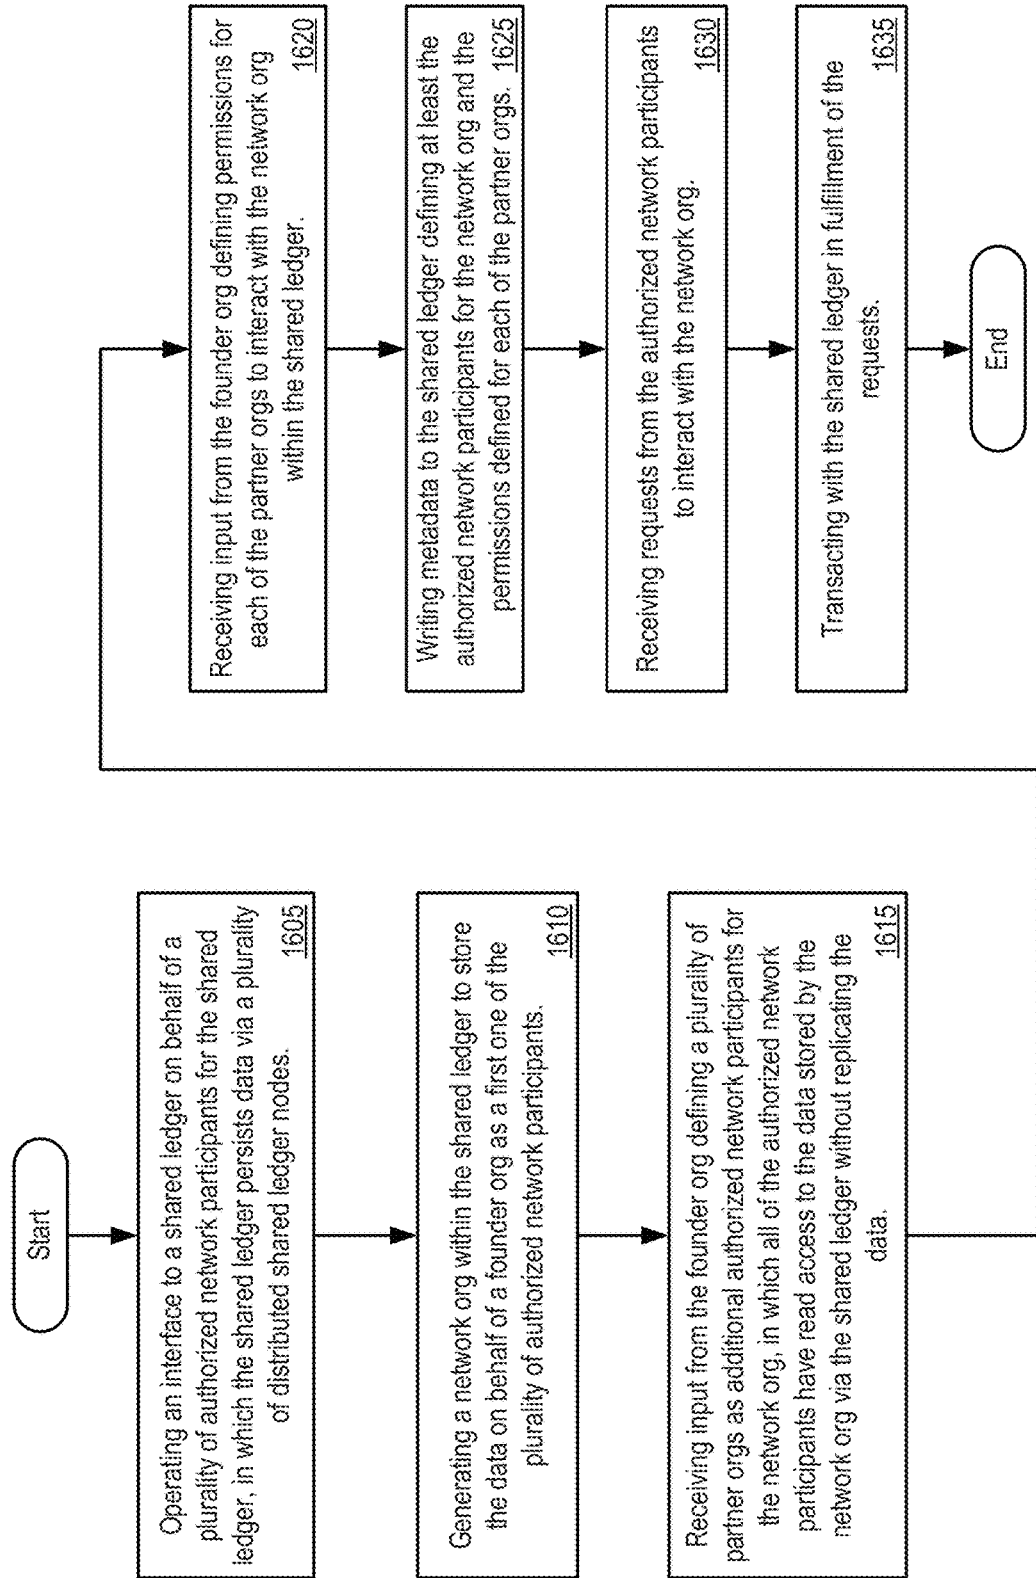 Start
Operating an interface to a shared ledger on behalf of a
plurality of authorized network participants for the shared
ledger, in which the shared ledger persists data via a plurality
of distributed shared ledger nodes. 1605
Generating a network org within the shared ledger to store
the data on behalf of a founder org as a first one of the
plurality of authorized network participants. 1610
Receiving input from the founder org defining a plurality of
partner orgs as additional authorized network participants for
the network org, in which all of the authorized network
participants have read access to the data stored by the
network org via the shared ledger without replicating the
data. 1615
Receiving input from the founder org defining permissions for
each of the partner orgs to interact with the network org
within the shared ledger. 1620
Writing metadata to the shared ledger defining at least the
authorized network participants for the network org and the
permissions defined for each of the partner orgs. 1625
Receiving requests from the authorized network participants
to interact with the network org. 1630
Transacting with the shared ledger in fulfillment of the
requests. 1635
End